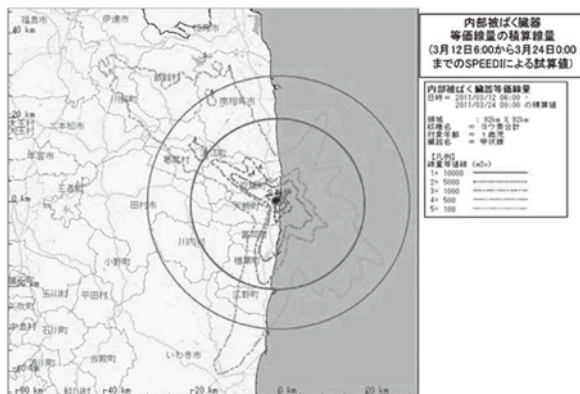 内部被ばく臓器
等価線量の積算線量
(3月12日6:00から3月24日0:00
までのSPEEDIによる試算値)
内部被ばく臓器等価線量
日時 = 2011/03/12 06:00 -
2011/03/24 00:00 の積算値
領域 : 92km X 92km
核種名 = ヨウ素合計
対象年齢 = 1歳児
臓器名 = 甲状腺
【凡例】
線量等値線 (mSv)
1= 10000
2= 5000
3= 1000
4= 500
5= 100
福島市
伊達市
相馬市
40 km
飯舘村
川俣町
南相馬市
20 km
二本松市
大玉村
浪江町
葛尾村
三春町
田村市
双葉町
大熊町
0 km
川内村
富岡町
楢葉町
小野町
広野町
玉川村
平田村
石川町
古殿町
いわき市
-40 km
-60 km
-40 km
-20 km
0 km
20 km